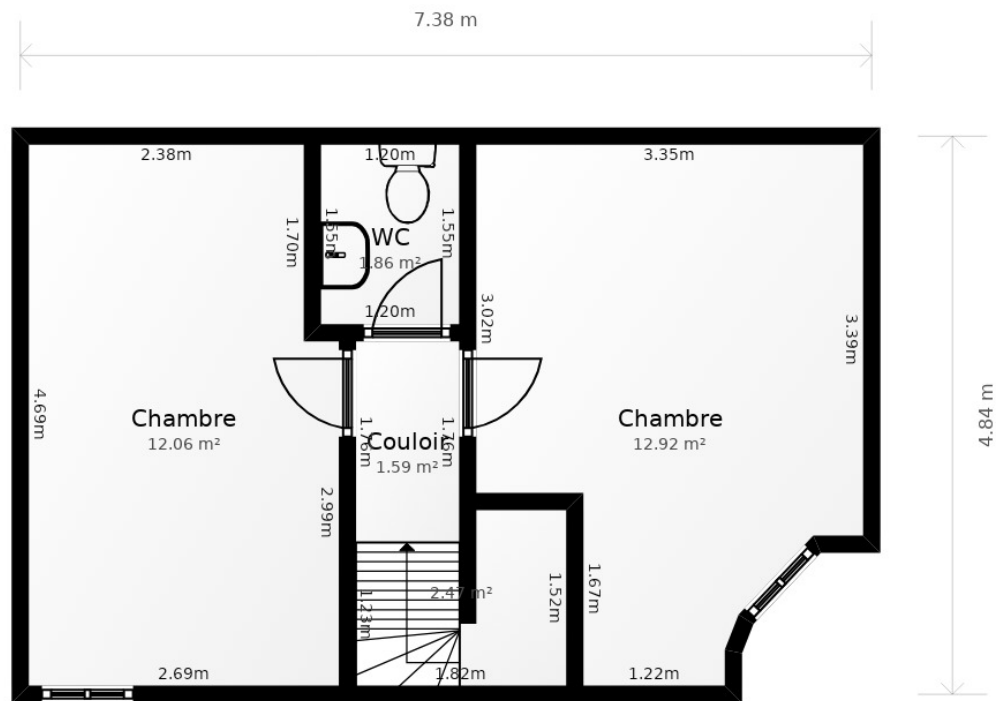 7.38 m
2.38m
1.20m
3.35m
1.70m
1.55m
1.55m
WC
1.86 m²
1.20m
3.02m
3.39m
4.84 m
4.69m
Chambre
12.06 m²
1.76m
1.76m
Couloir
1.59 m²
Chambre
12.92 m²
2.99m
2.47 m²
1.23m
1.52m
1.67m
2.69m
1.82m
1.22m